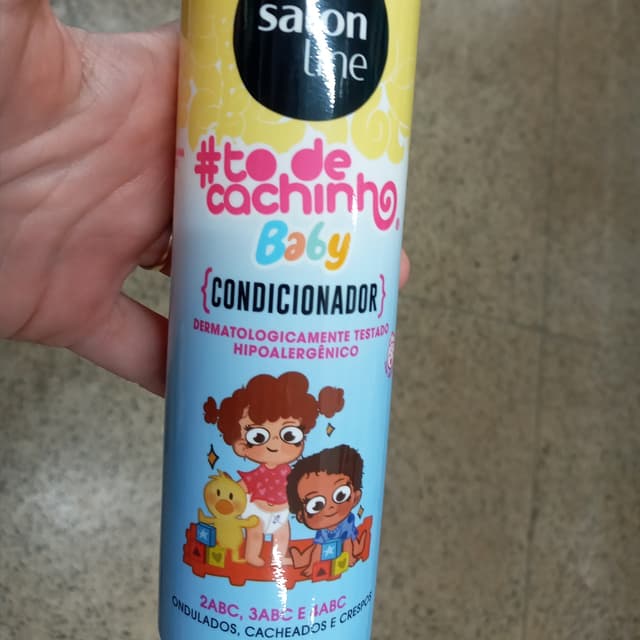 salon
line
#to de
cachinho®
Baby
{CONDICIONADOR}
DERMATOLOGICAMENTE TESTADO
HIPOALERGÊNICO
2ABC, 3ABC E 4ABC
ONDULADOS, CACHEADOS E CRESPOS